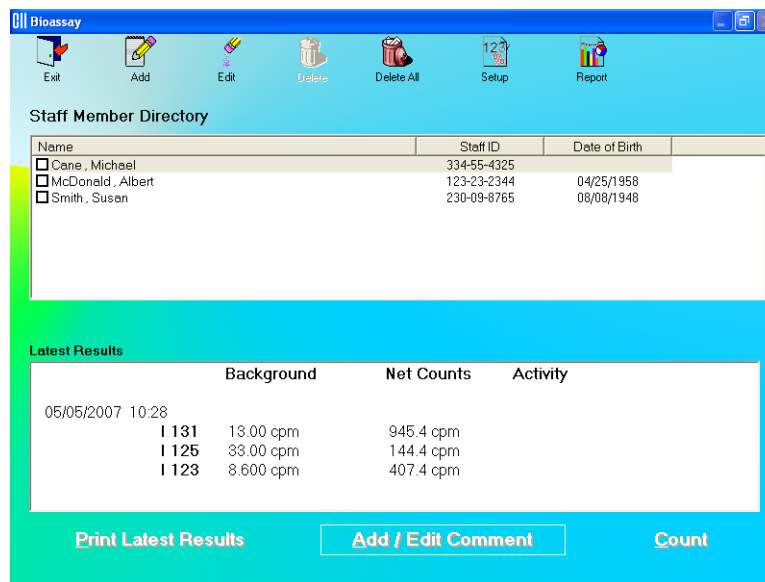 Bioassay
Exit Add Edit Delete Delete All Setup Report
Staff Member Directory
Name Staff ID Date of Birth
Cane , Michael 334-55-4325
McDonald , Albert 123-23-2344 04/25/1958
Smith , Susan 230-09-8765 08/08/1948
Latest Results
Background Net Counts Activity
05/05/2007 10:28
I 131 13.00 cpm 945.4 cpm
I 125 33.00 cpm 144.4 cpm
I 123 8.600 cpm 407.4 cpm
Print Latest Results Add / Edit Comment Count